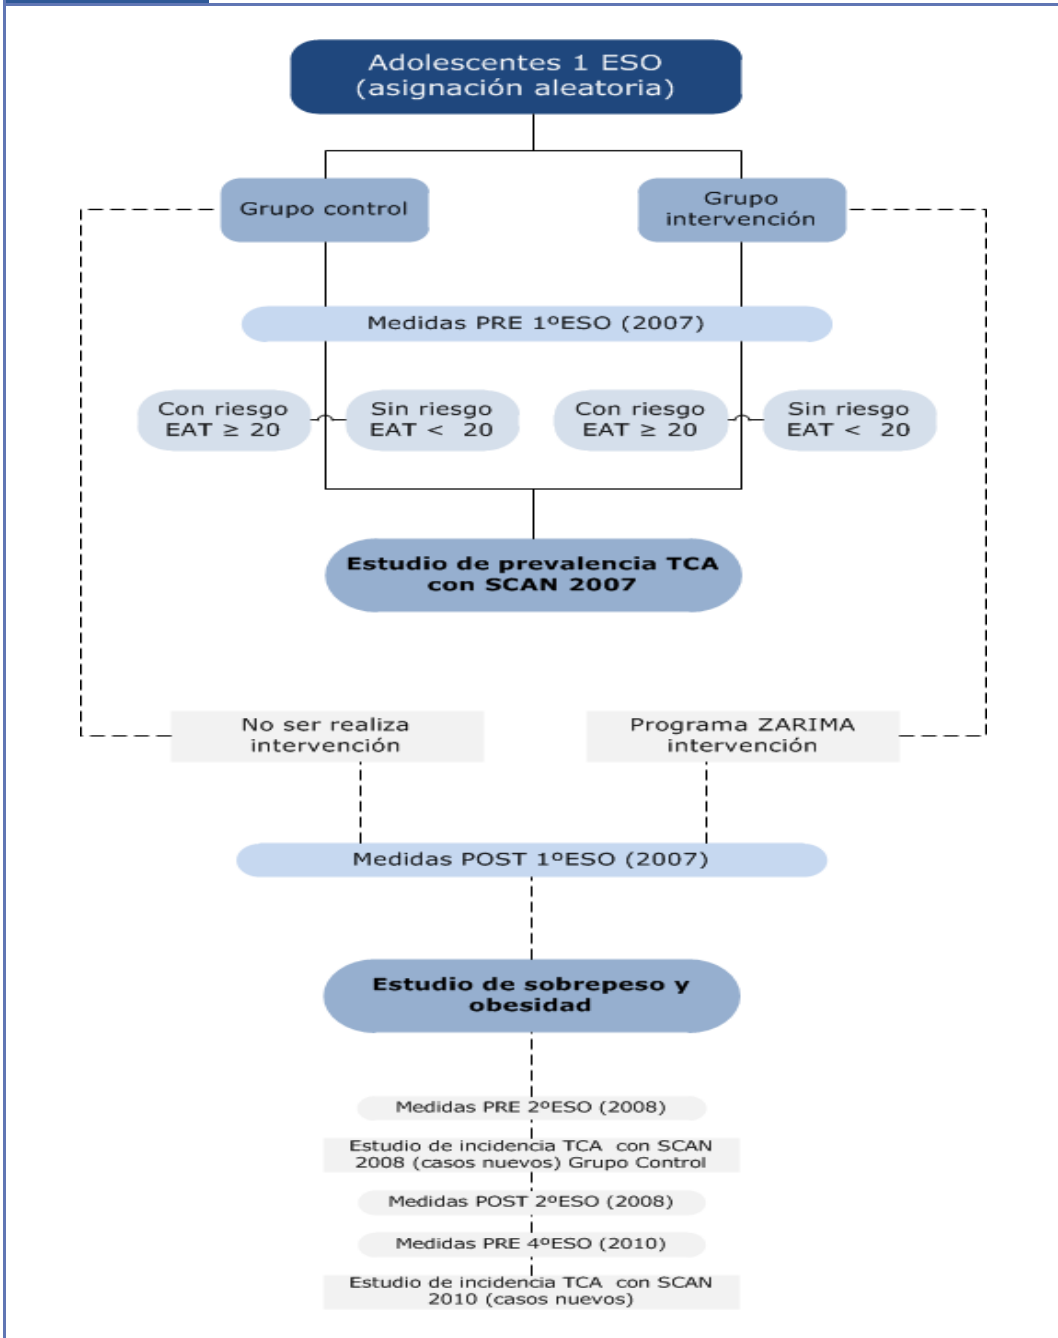 Adolescentes 1 ESO
(asignación aleatoria)
Grupo control
Grupo
intervención
Medidas PRE 1ºESO (2007)
Con riesgo
EAT ≥ 20
Sin riesgo
EAT < 20
Con riesgo
EAT ≥ 20
Sin riesgo
EAT < 20
Estudio de prevalencia TCA
con SCAN 2007
No ser realiza
intervención
Programa ZARIMA
intervención
Medidas POST 1ºESO (2007)
Estudio de sobrepeso y
obesidad
Medidas PRE 2ºESO (2008)
Estudio de incidencia TCA con SCAN
2008 (casos nuevos) Grupo Control
Medidas POST 2ºESO (2008)
Medidas PRE 4ºESO (2010)
Estudio de incidencia TCA con SCAN
2010 (casos nuevos)